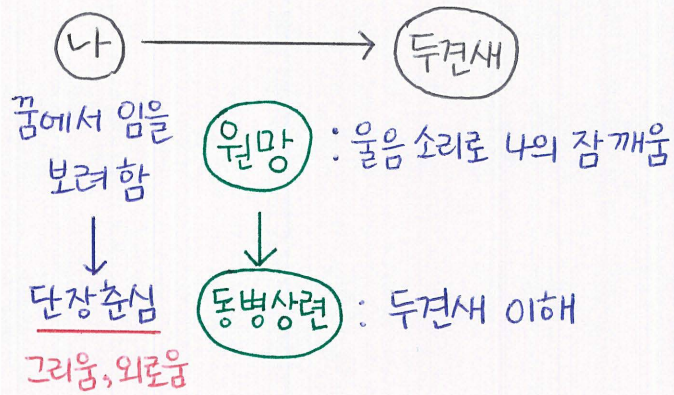 나 → 두견새
꿈에서 임을
보려함
원망 : 울음소리로 나의 잠 깨움
↓ ↓
단장춘심
동병상련 : 두견새 이해
그리움, 외로움